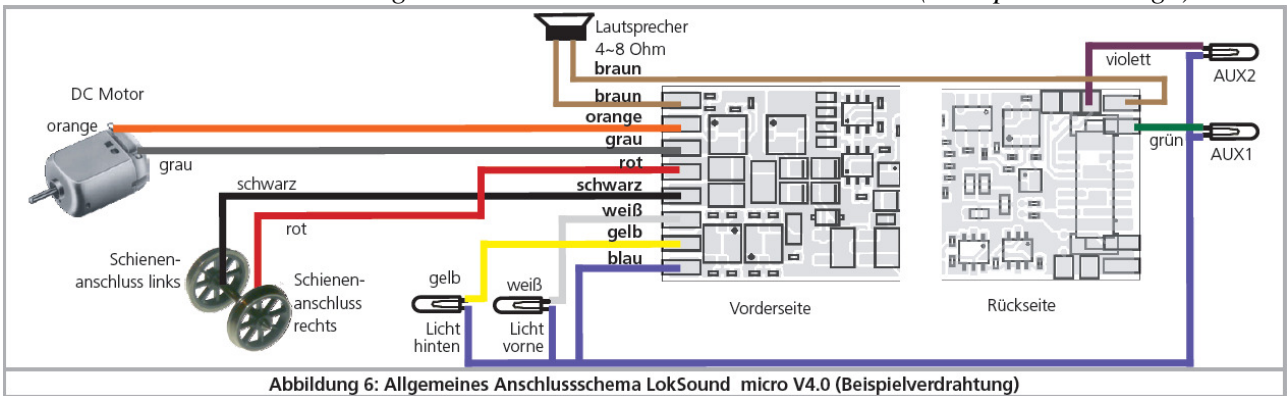 Lautsprecher
4~8 Ohm
braun
braun
orange
grau
rot
schwarz
weiß
gelb
blau
DC Motor
orange
grau
schwarz
rot
Schienen-
anschluss links
Schienen-
anschluss
rechts
gelb
Licht
hinten
weiß
Licht
vorne
Vorderseite
Rückseite
violett
AUX2
grün
AUX1
Abbildung 6: Allgemeines Anschlussschema LokSound micro V4.0 (Beispielverdrahtung)